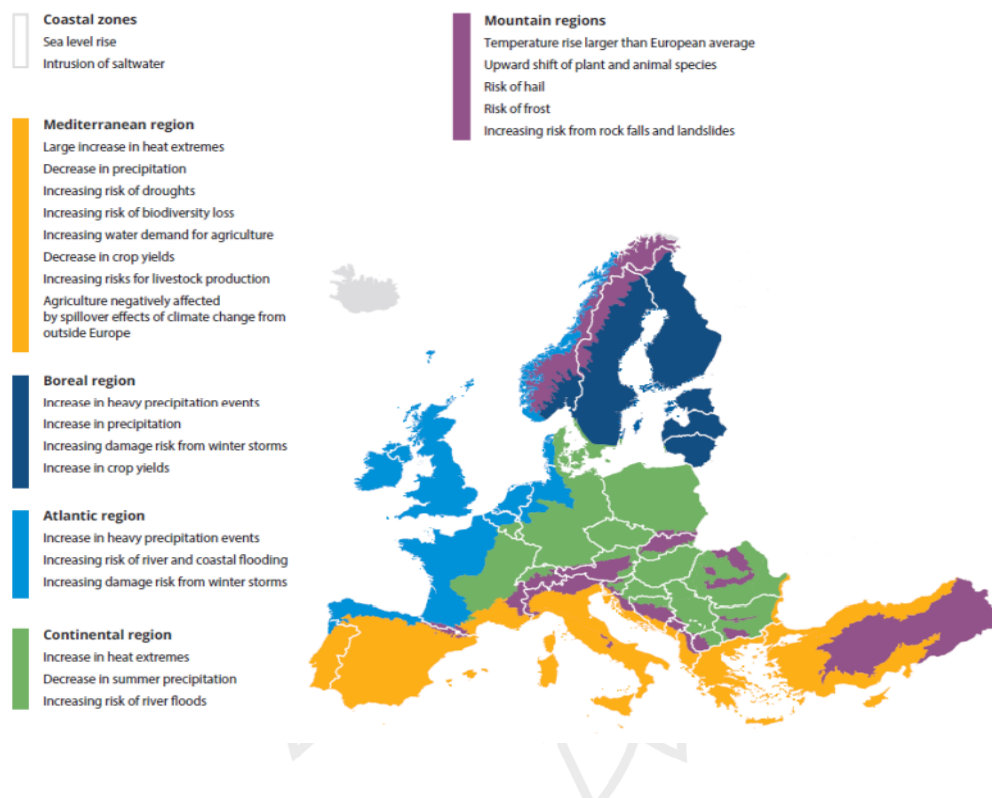 Coastal zones
Sea level rise
Intrusion of saltwater
Mountain regions
Temperature rise larger than European average
Upward shift of plant and animal species
Risk of hail
Risk of frost
Increasing risk from rock falls and landslides
Mediterranean region
Large increase in heat extremes
Decrease in precipitation
Increasing risk of droughts
Increasing risk of biodiversity loss
Increasing water demand for agriculture
Decrease in crop yields
Increasing risks for livestock production
Agriculture negatively affected
by spillover effects of climate change from
outside Europe
Boreal region
Increase in heavy precipitation events
Increase in precipitation
Increasing damage risk from winter storms
Increase in crop yields
Atlantic region
Increase in heavy precipitation events
Increasing risk of river and coastal flooding
Increasing damage risk from winter storms
Continental region
Increase in heat extremes
Decrease in summer precipitation
Increasing risk of river floods